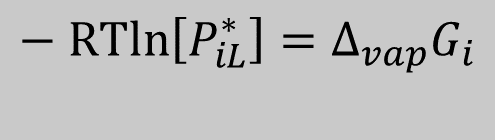 − RTln[P*iL] = ΔvapGi